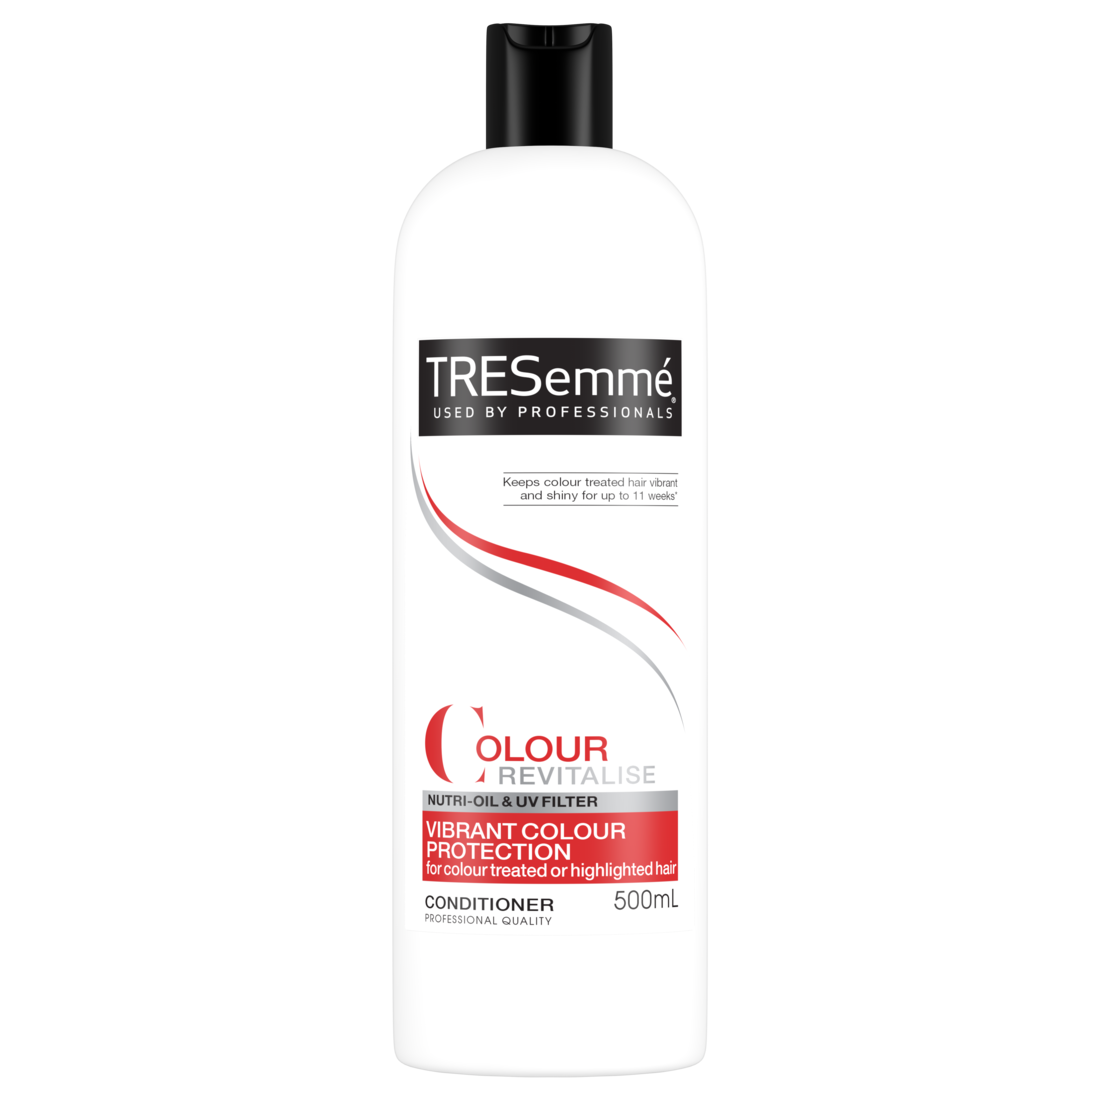 TRESemmé®
USED BY PROFESSIONALS
Keeps colour treated hair vibrant
and shiny for up to 11 weeks*
COLOUR
REVITALISE
NUTRI-OIL & UV FILTER
VIBRANT COLOUR
PROTECTION
for colour treated or highlighted hair
CONDITIONER
500mL
PROFESSIONAL QUALITY